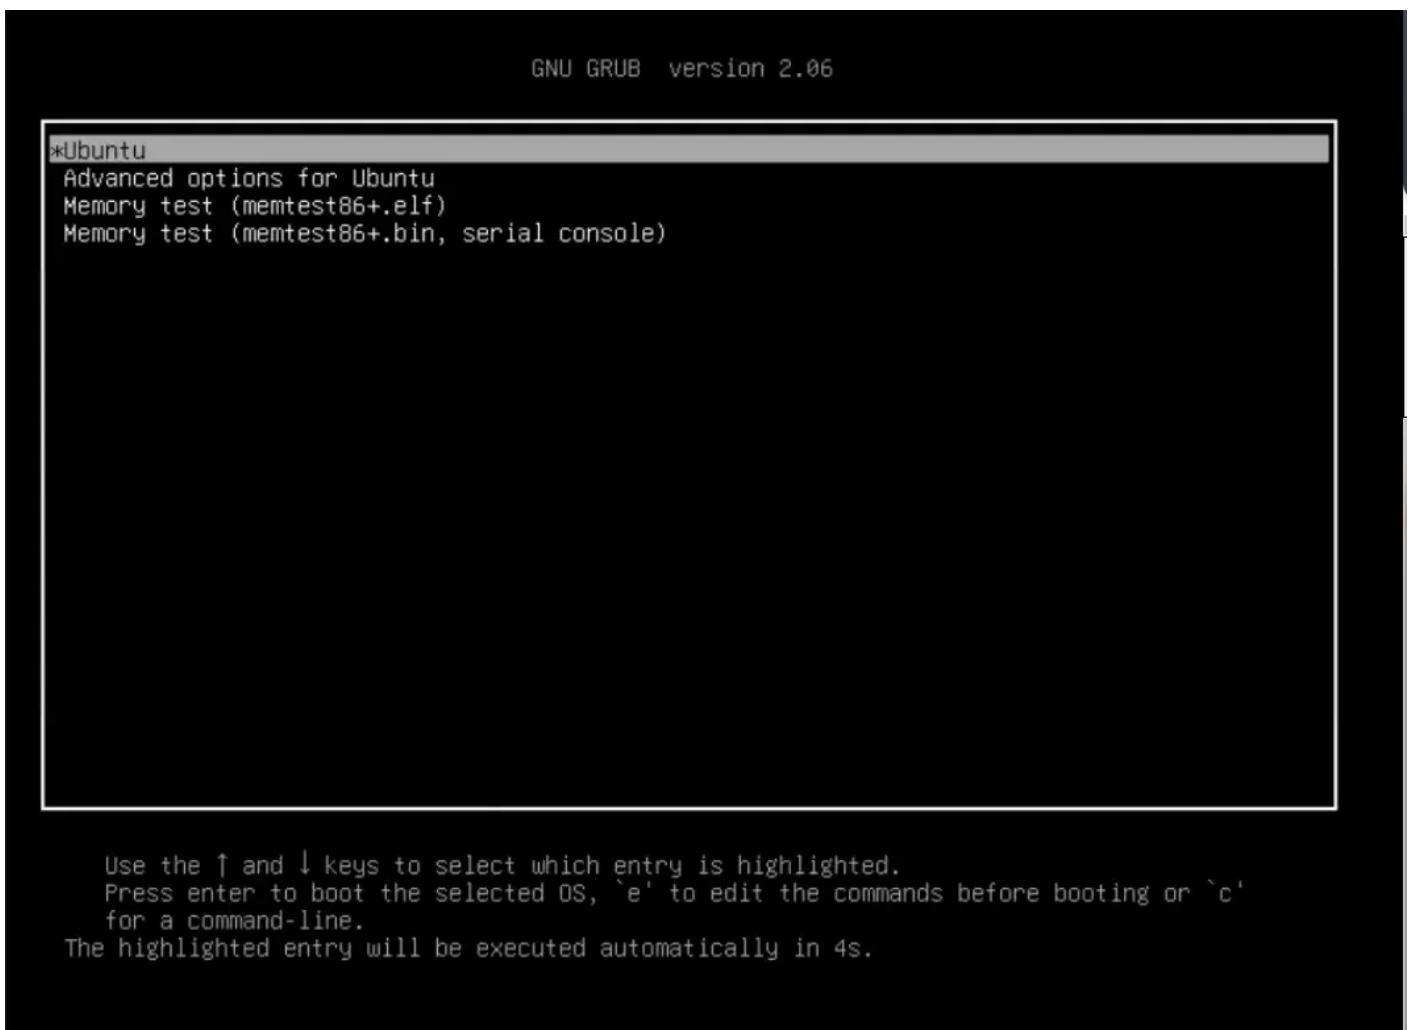 GNU GRUB  version 2.06
*Ubuntu
Advanced options for Ubuntu
Memory test (memtest86+.elf)
Memory test (memtest86+.bin, serial console)
Use the ↑ and ↓ keys to select which entry is highlighted.
Press enter to boot the selected OS, `e' to edit the commands before booting or `c'
for a command-line.
The highlighted entry will be executed automatically in 4s.